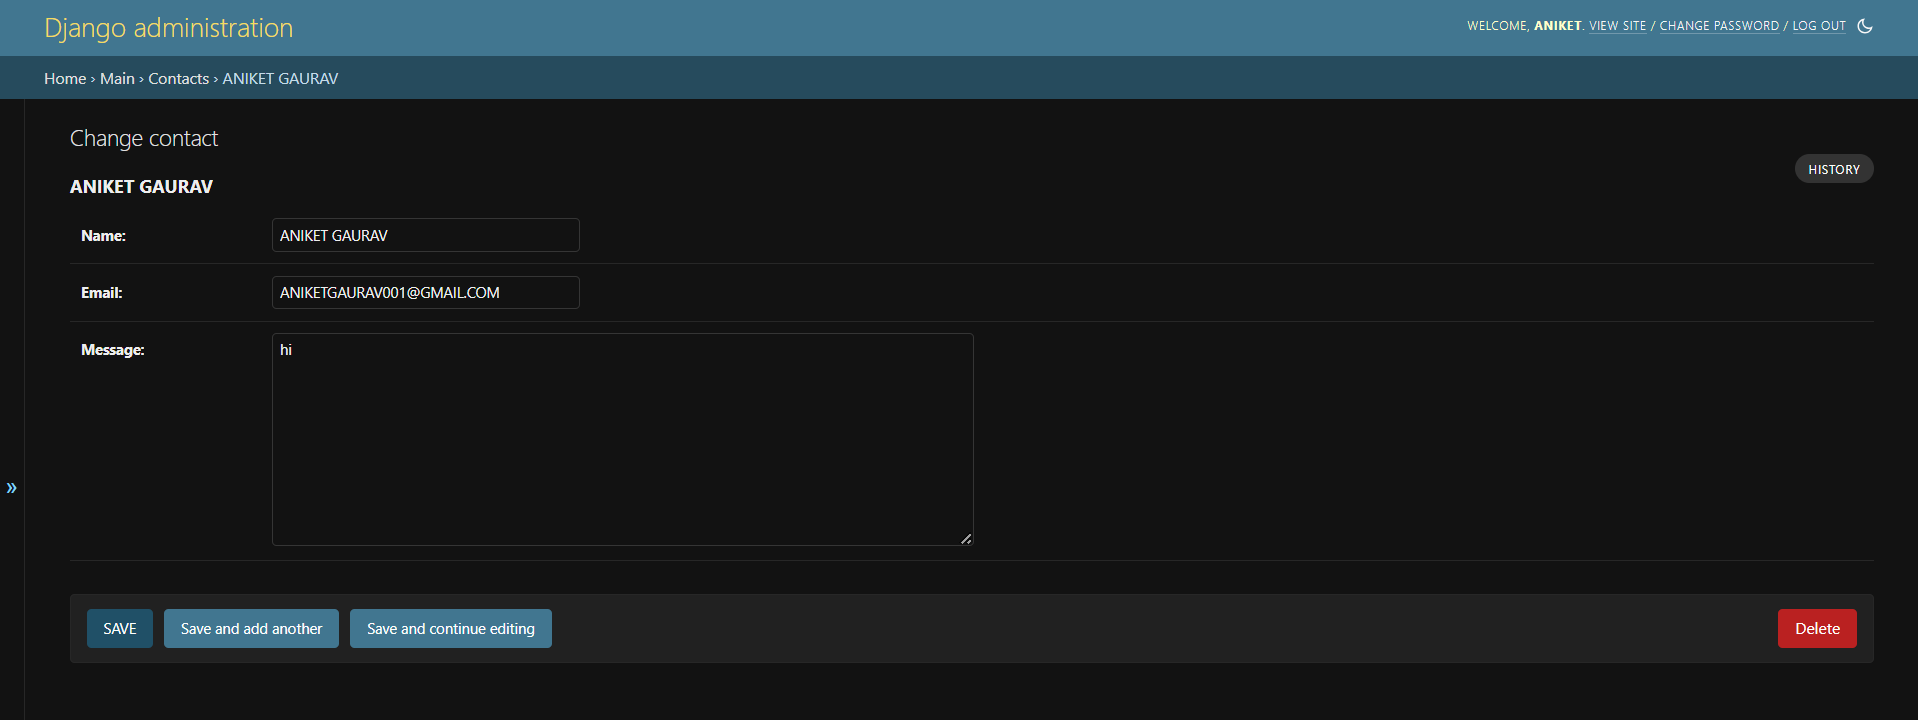 Django administration
WELCOME, ANIKET. VIEW SITE / CHANGE PASSWORD / LOG OUT
Home › Main › Contacts › ANIKET GAURAV
Change contact
HISTORY
ANIKET GAURAV
Name: ANIKET GAURAV
Email: ANIKETGAURAV001@GMAIL.COM
Message: hi
»
SAVE Save and add another Save and continue editing Delete